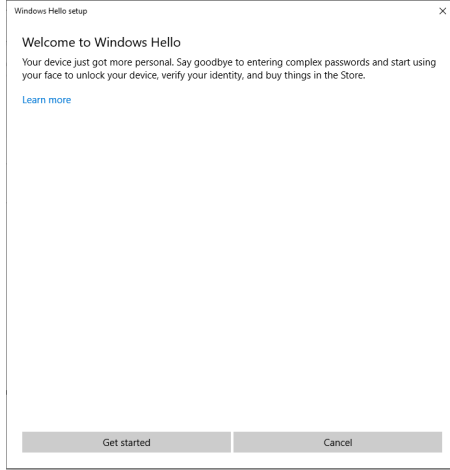 Windows Hello setup
Welcome to Windows Hello
Your device just got more personal. Say goodbye to entering complex passwords and start using
your face to unlock your device, verify your identity, and buy things in the Store.
Learn more
Get started
Cancel